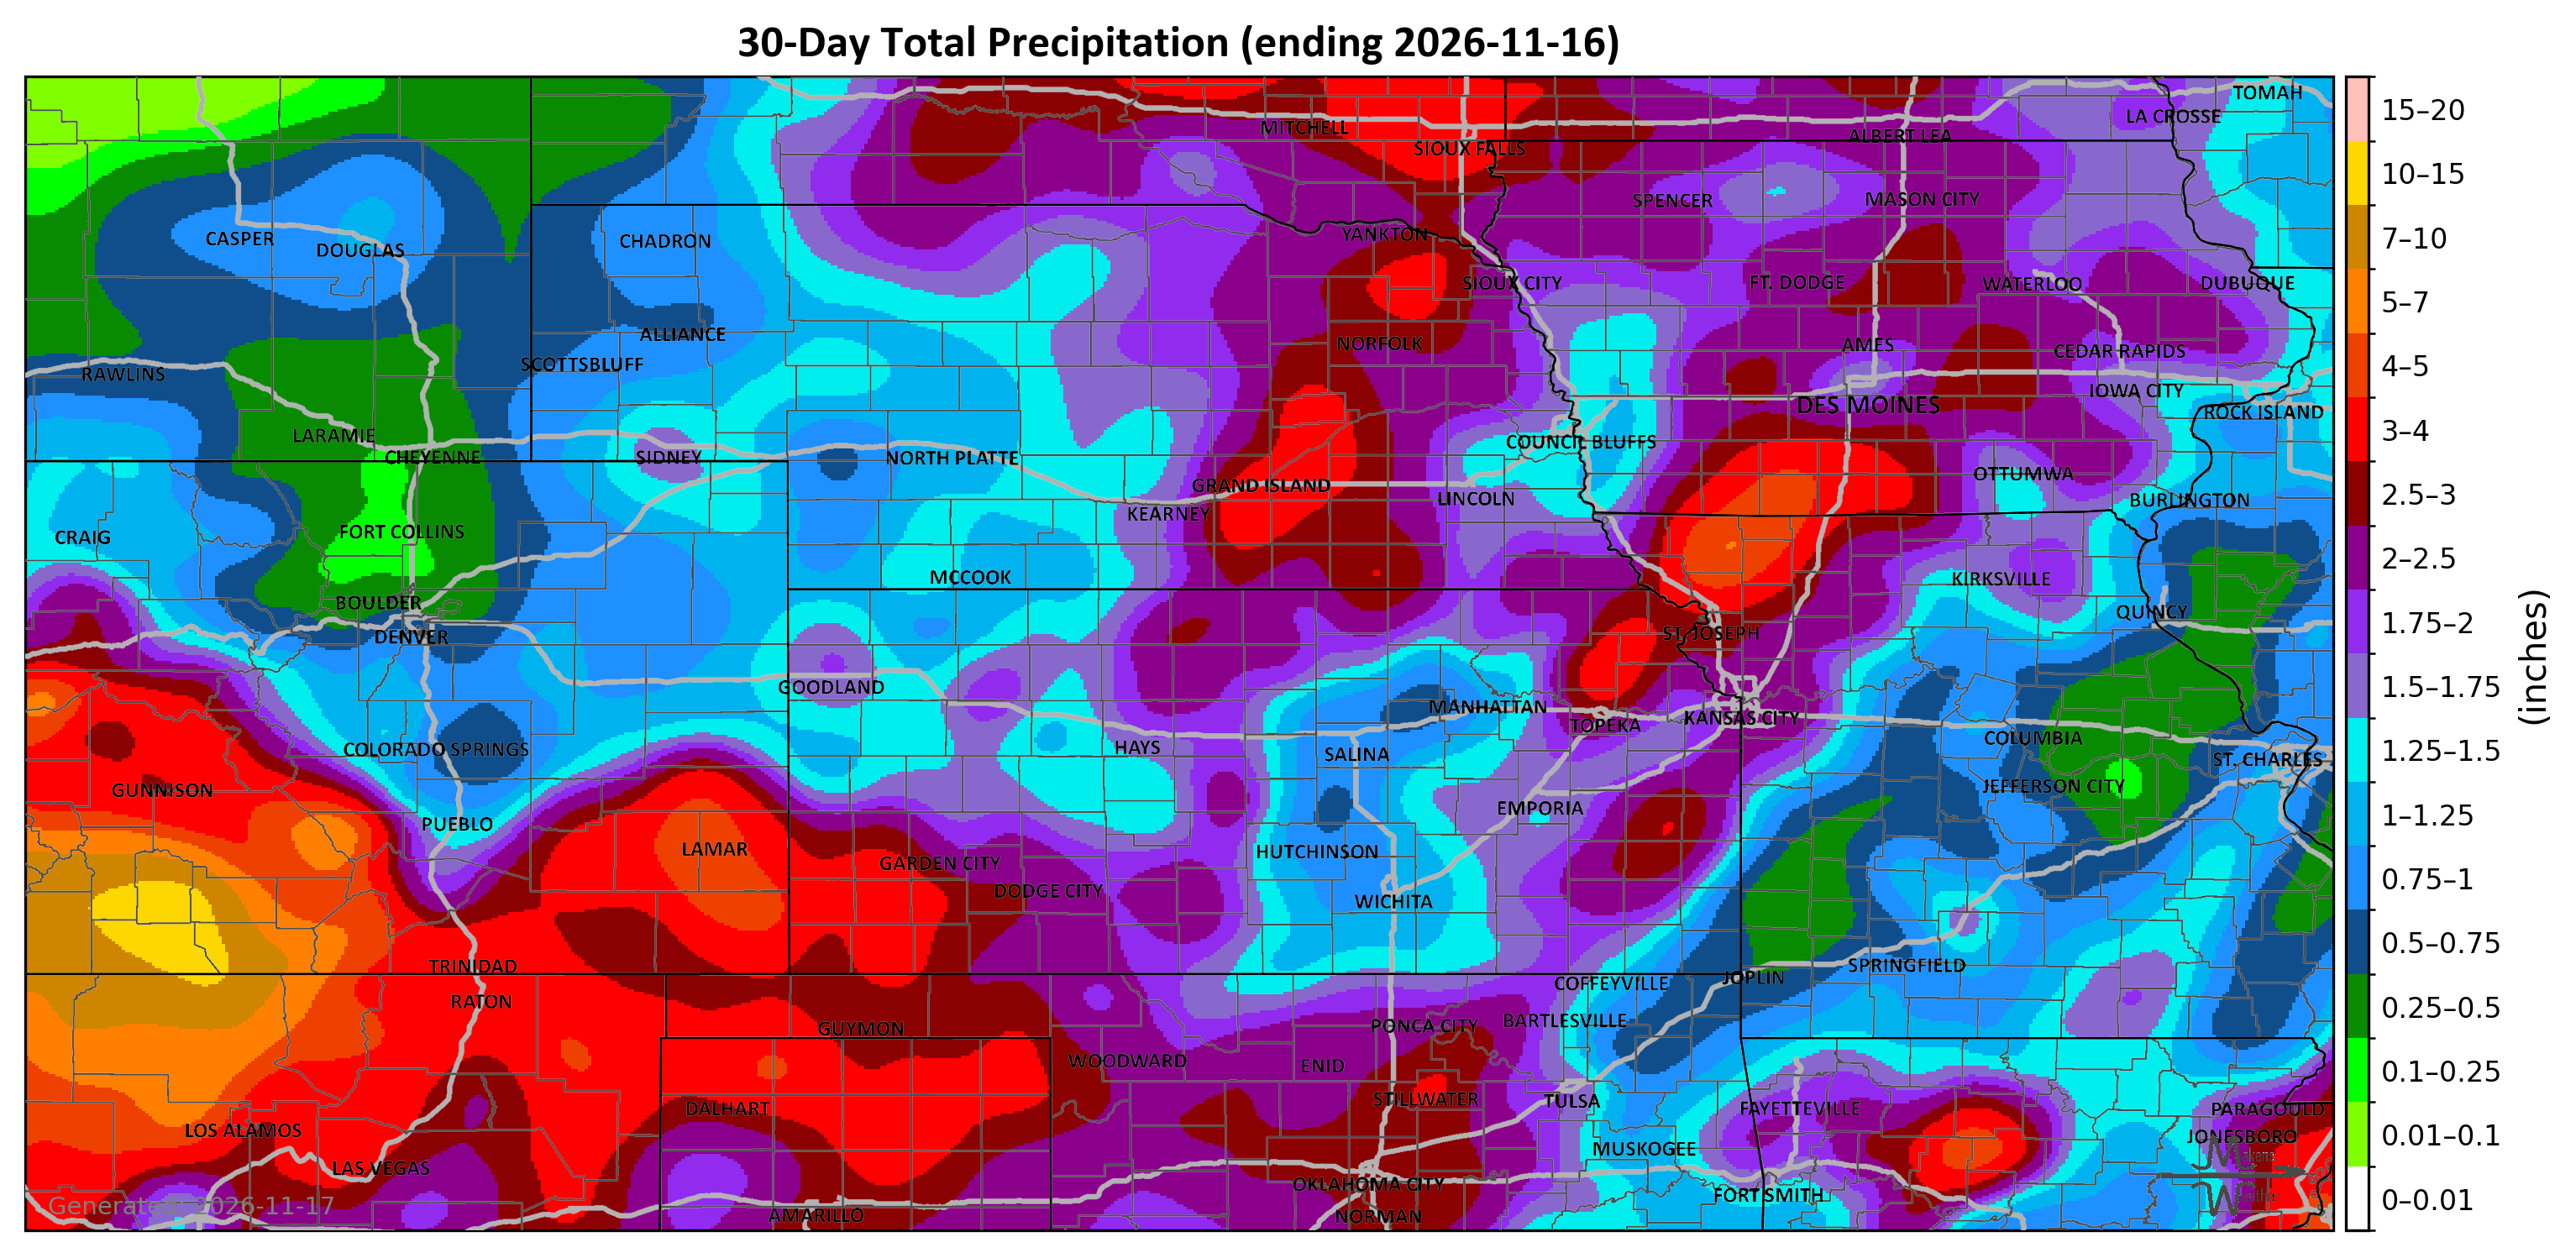 30-Day Total Precipitation (ending 2026-11-16)
TOMAH
LA CROSSE
MITCHELL
ALBERT LEA
SIOUX FALLS
SPENCER
MASON CITY
CASPER
DOUGLAS
CHADRON
YANKTON
SIOUX CITY
FT. DODGE
WATERLOO
DUBUQUE
ALLIANCE
NORFOLK
AMES
CEDAR RAPIDS
SCOTTSBLUFF
RAWLINS
IOWA CITY
DES MOINES
ROCK ISLAND
LARAMIE
COUNCIL BLUFFS
CHEYENNE
SIDNEY
NORTH PLATTE
OTTUMWA
GRAND ISLAND
LINCOLN
BURLINGTON
KEARNEY
CRAIG
FORT COLLINS
MCCOOK
KIRKSVILLE
BOULDER
QUINCY
DENVER
ST. JOSEPH
GOODLAND
MANHATTAN
TOPEKA
KANSAS CITY
COLORADO SPRINGS
HAYS
SALINA
COLUMBIA
ST. CHARLES
GUNNISON
JEFFERSON CITY
EMPORIA
PUEBLO
LAMAR
GARDEN CITY
HUTCHINSON
DODGE CITY
WICHITA
TRINIDAD
SPRINGFIELD
JOPLIN
COFFEYVILLE
RATON
GUYMON
PONCA CITY
BARTLESVILLE
WOODWARD
ENID
DALHART
STILLWATER
TULSA
FAYETTEVILLE
PARAGOULD
LOS ALAMOS
JONESBORO
MUSKOGEE
LAS VEGAS
OKLAHOMA CITY
FORT SMITH
AMARILLO
NORMAN
Generated: 2026-11-17
15–20
10–15
7–10
5–7
4–5
3–4
2.5–3
2–2.5
1.75–2
1.5–1.75
1.25–1.5
1–1.25
0.75–1
0.5–0.75
0.25–0.5
0.1–0.25
0.01–0.1
0–0.01
(inches)